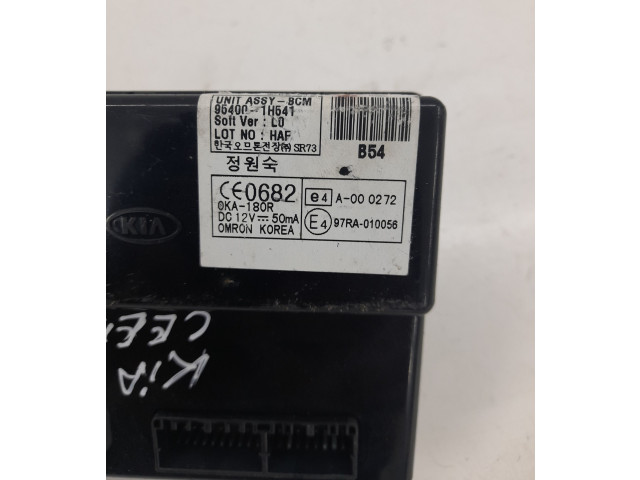 UNIT ASSY-BCM
95400-1H541
Soft Ver : L0
LOT NO : HAF
한국오므론전장㈜ SR73
정원숙
B54
CE0682
OKA-180R
DC 12V 50mA
OMRON KOREA
e4 A-00 0272
E4 97RA-010056
KIA
KiA